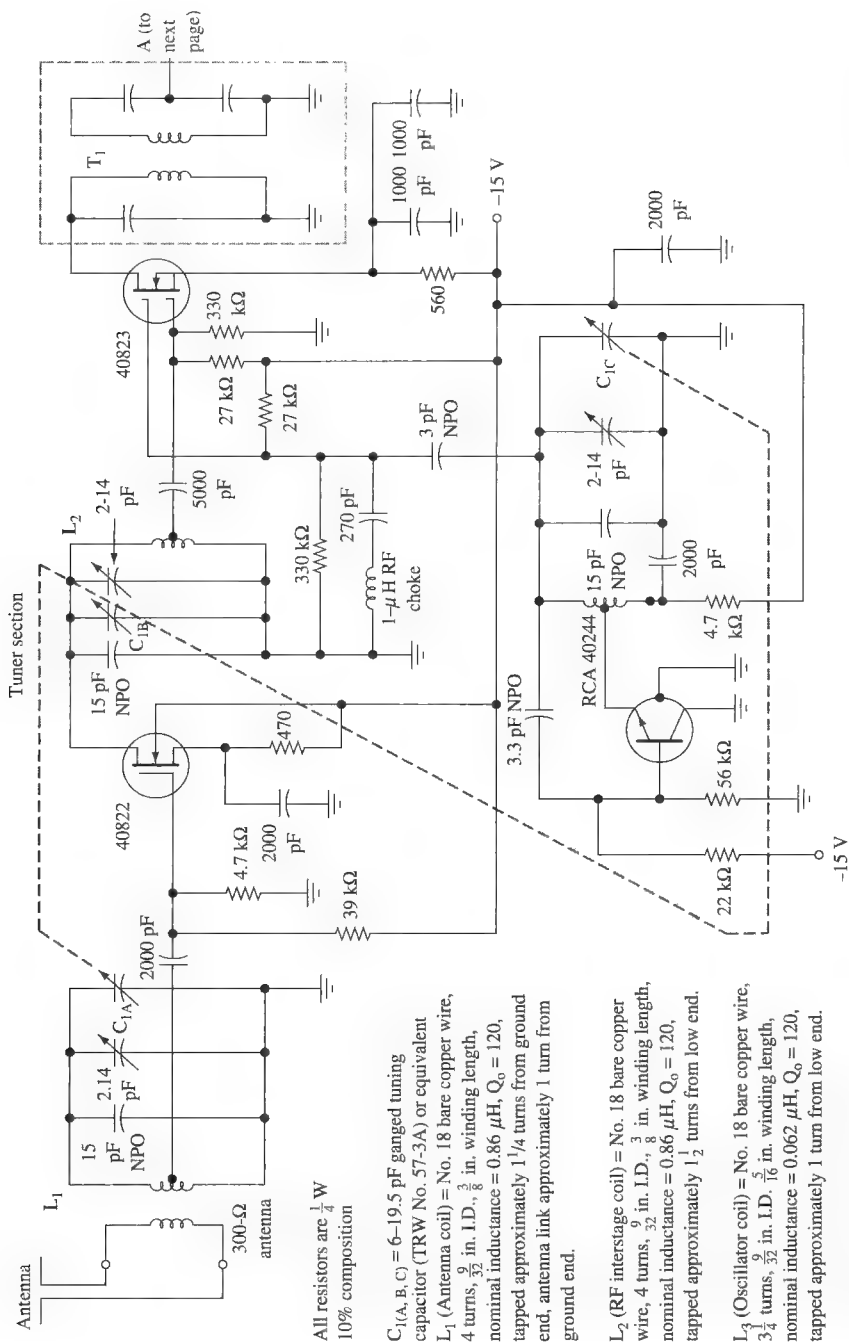 Tuner section
Antenna
300-Ω
antenna
L₁
15
pF
NPO
2.14
pF
C₁A
2000 pF
4.7 kΩ
39 kΩ
40822
2000
pF
470
15 pF
NPO
C₁B
L₂
2-14
pF
5000
pF
330 kΩ
270 pF
1-μH RF
choke
40823
330
kΩ
27 kΩ
27 kΩ
3 pF
NPO
T₁
A (to
next
page)
1000 1000
pF pF
560
–15 V
2000
pF
3.3 pF NPO
RCA 40244
15 pF
NPO
2-14
pF
C₁C
2000
pF
4.7
kΩ
56 kΩ
22 kΩ
–15 V
All resistors are 1/4 W
10% composition
C₁(A, B, C) = 6–19.5 pF ganged tuning
capacitor (TRW No. 57-3A) or equivalent
L₁ (Antenna coil) = No. 18 bare copper wire,
4 turns, 9/32 in. I.D., 3/8 in. winding length,
nominal inductance = 0.86 μH, Qₒ = 120,
tapped approximately 1 1/4 turns from ground
end, antenna link approximately 1 turn from
ground end.
L₂ (RF interstage coil) = No. 18 bare copper
wire, 4 turns, 9/32 in. I.D., 3/8 in. winding length,
nominal inductance = 0.86 μH, Qₒ = 120,
tapped approximately 1 1/2 turns from low end.
L₃ (Oscillator coil) = No. 18 bare copper wire,
3 1/4 turns, 9/32 in. I.D. 5/16 in. winding length,
nominal inductance = 0.062 μH, Qₒ = 120,
tapped approximately 1 turn from low end.